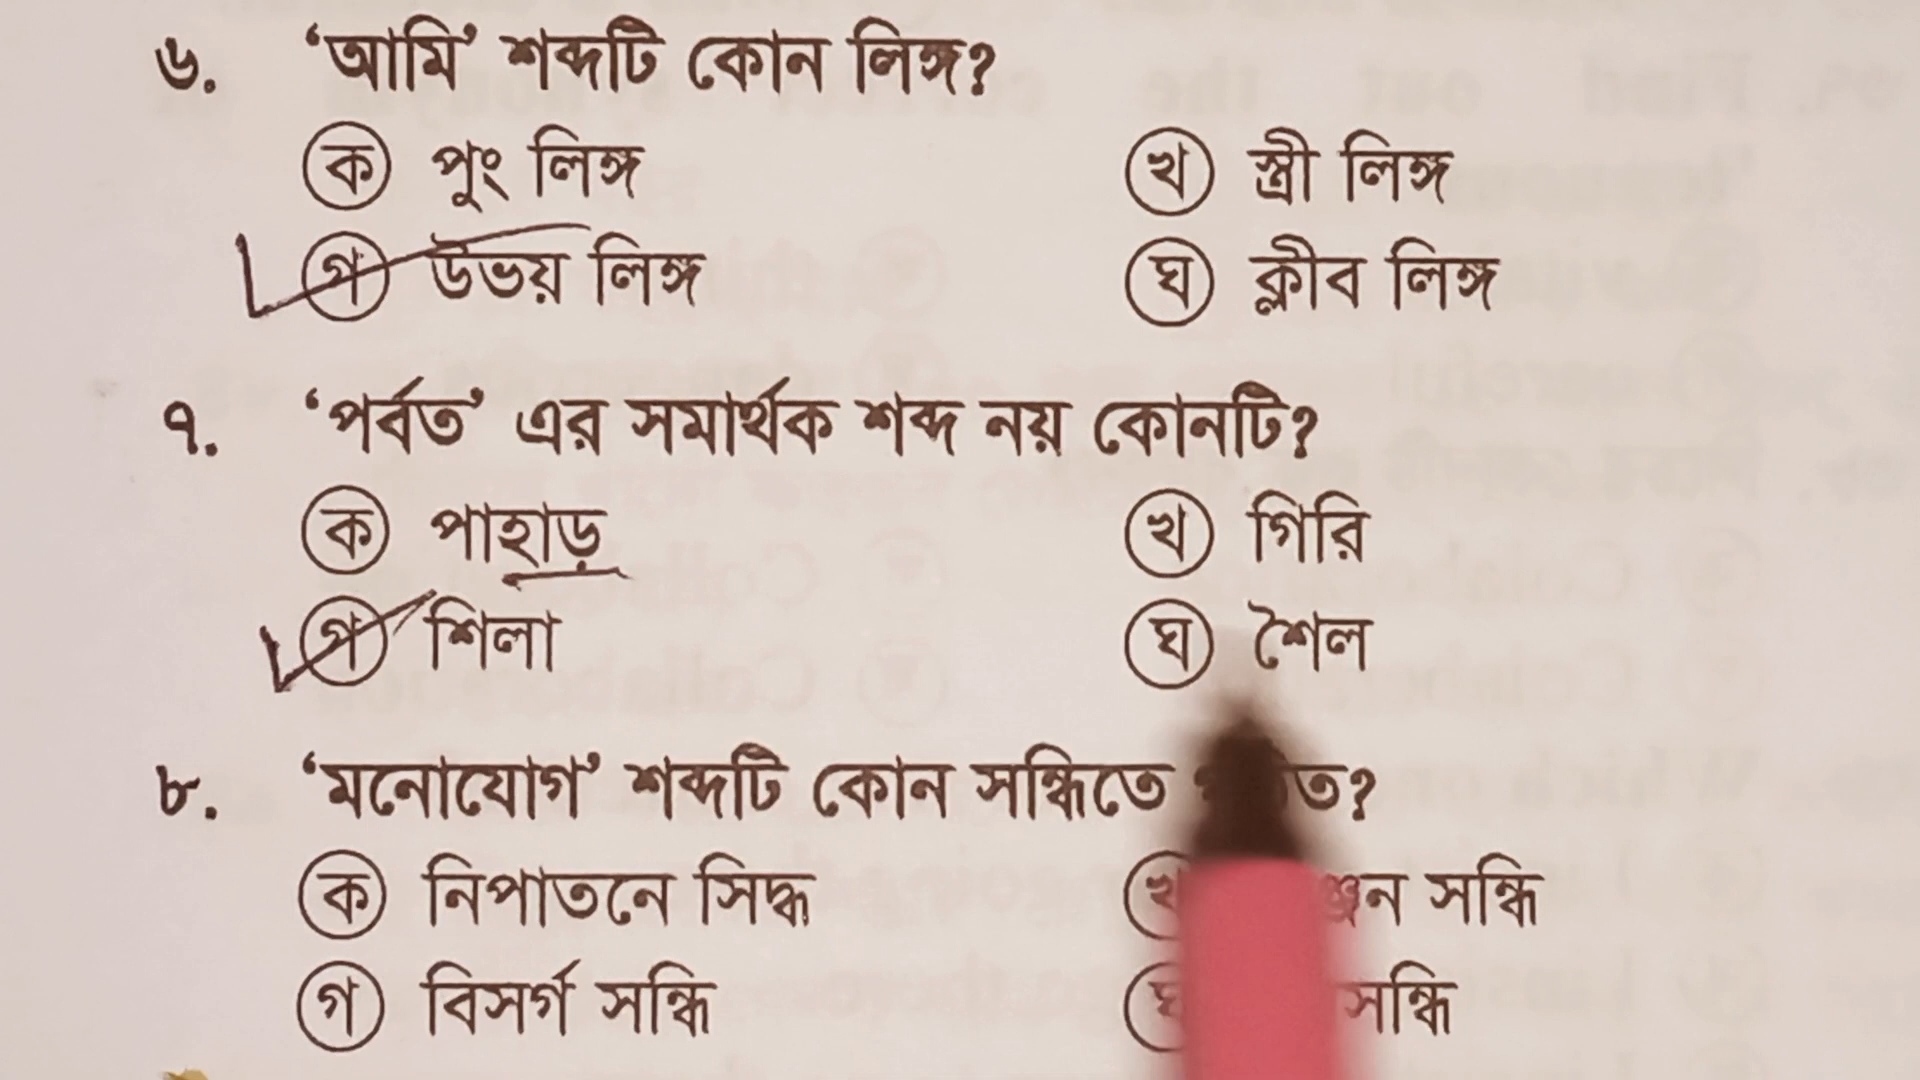 ৬. ‘আমি’ শব্দটি কোন লিঙ্গ?
ক পুং লিঙ্গ খ স্ত্রী লিঙ্গ
গ উভয় লিঙ্গ ঘ ক্লীব লিঙ্গ
৭. ‘পর্বত’ এর সমার্থক শব্দ নয় কোনটি?
ক পাহাড় খ গিরি
গ শিলা ঘ শৈল
৮. ‘মনোযোগ’ শব্দটি কোন সন্ধিতে
ক নিপাতনে সিদ্ধ খ সন্ধি
গ বিসর্গ সন্ধি ঘ সন্ধি